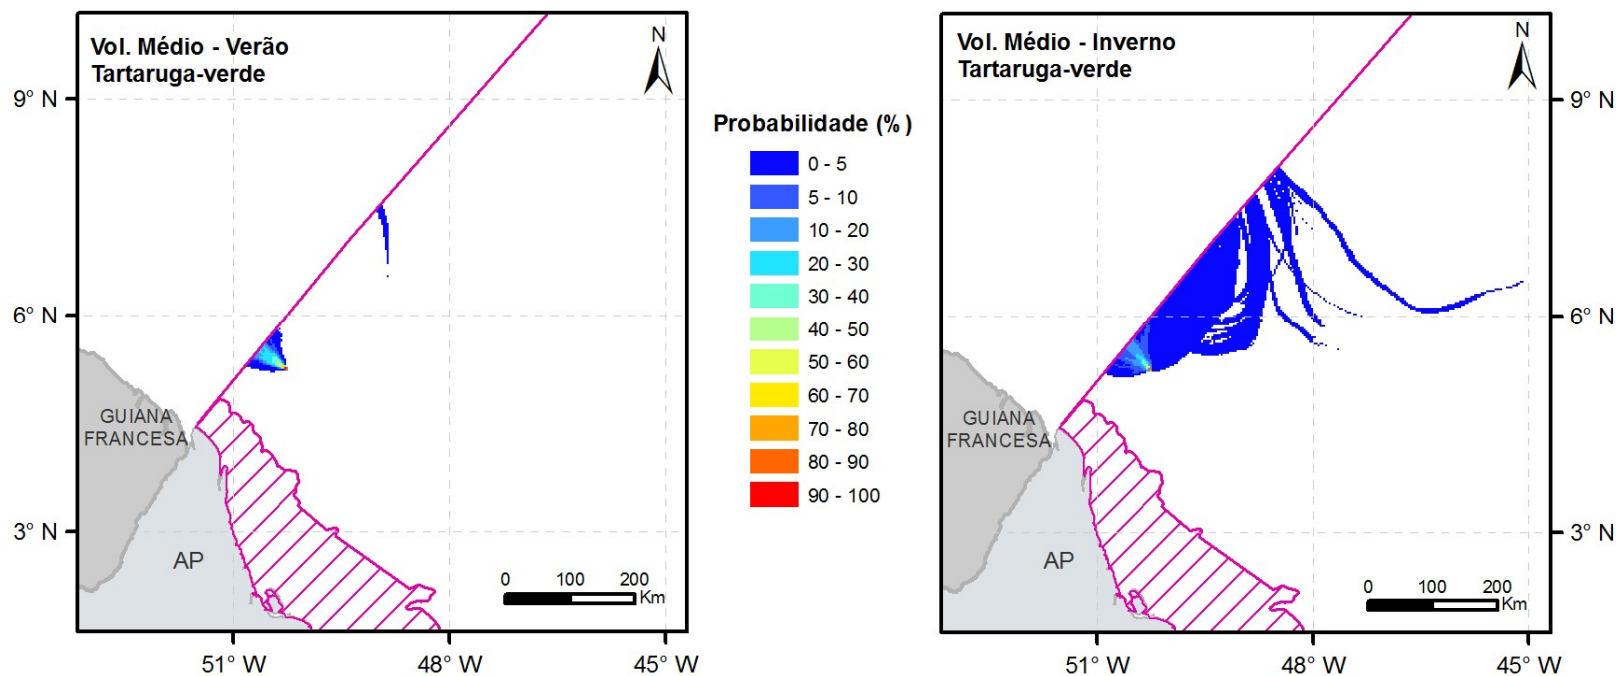 Vol. Médio - Verão
Tartaruga-verde
N
9° N
6° N
3° N
GUIANA
FRANCESA
AP
0 100 200
Km
51° W 48° W 45° W
Probabilidade (%)
0 - 5
5 - 10
10 - 20
20 - 30
30 - 40
40 - 50
50 - 60
60 - 70
70 - 80
80 - 90
90 - 100
Vol. Médio - Inverno
Tartaruga-verde
N
9° N
6° N
3° N
GUIANA
FRANCESA
AP
0 100 200
Km
51° W 48° W 45° W